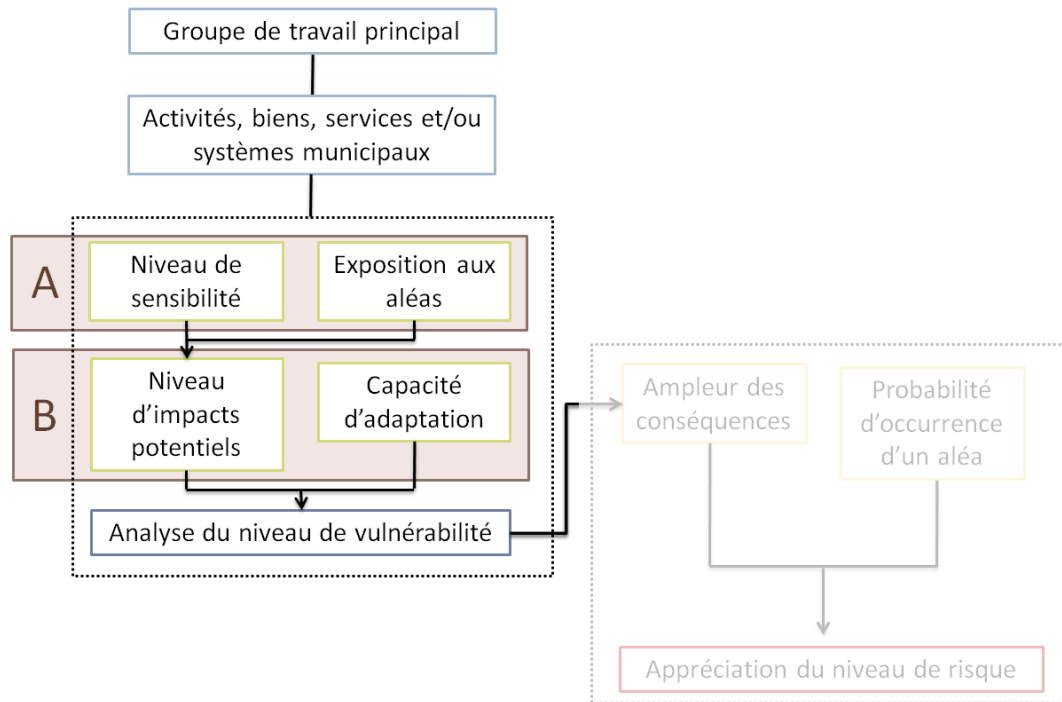 Groupe de travail principal
Activités, biens, services et/ou
systèmes municipaux
A
Niveau de
sensibilité
Exposition aux
aléas
B
Niveau
d'impacts
potentiels
Capacité
d'adaptation
Analyse du niveau de vulnérabilité
Ampleur des
conséquences
Probabilité
d'occurrence
d'un aléa
Appréciation du niveau de risque